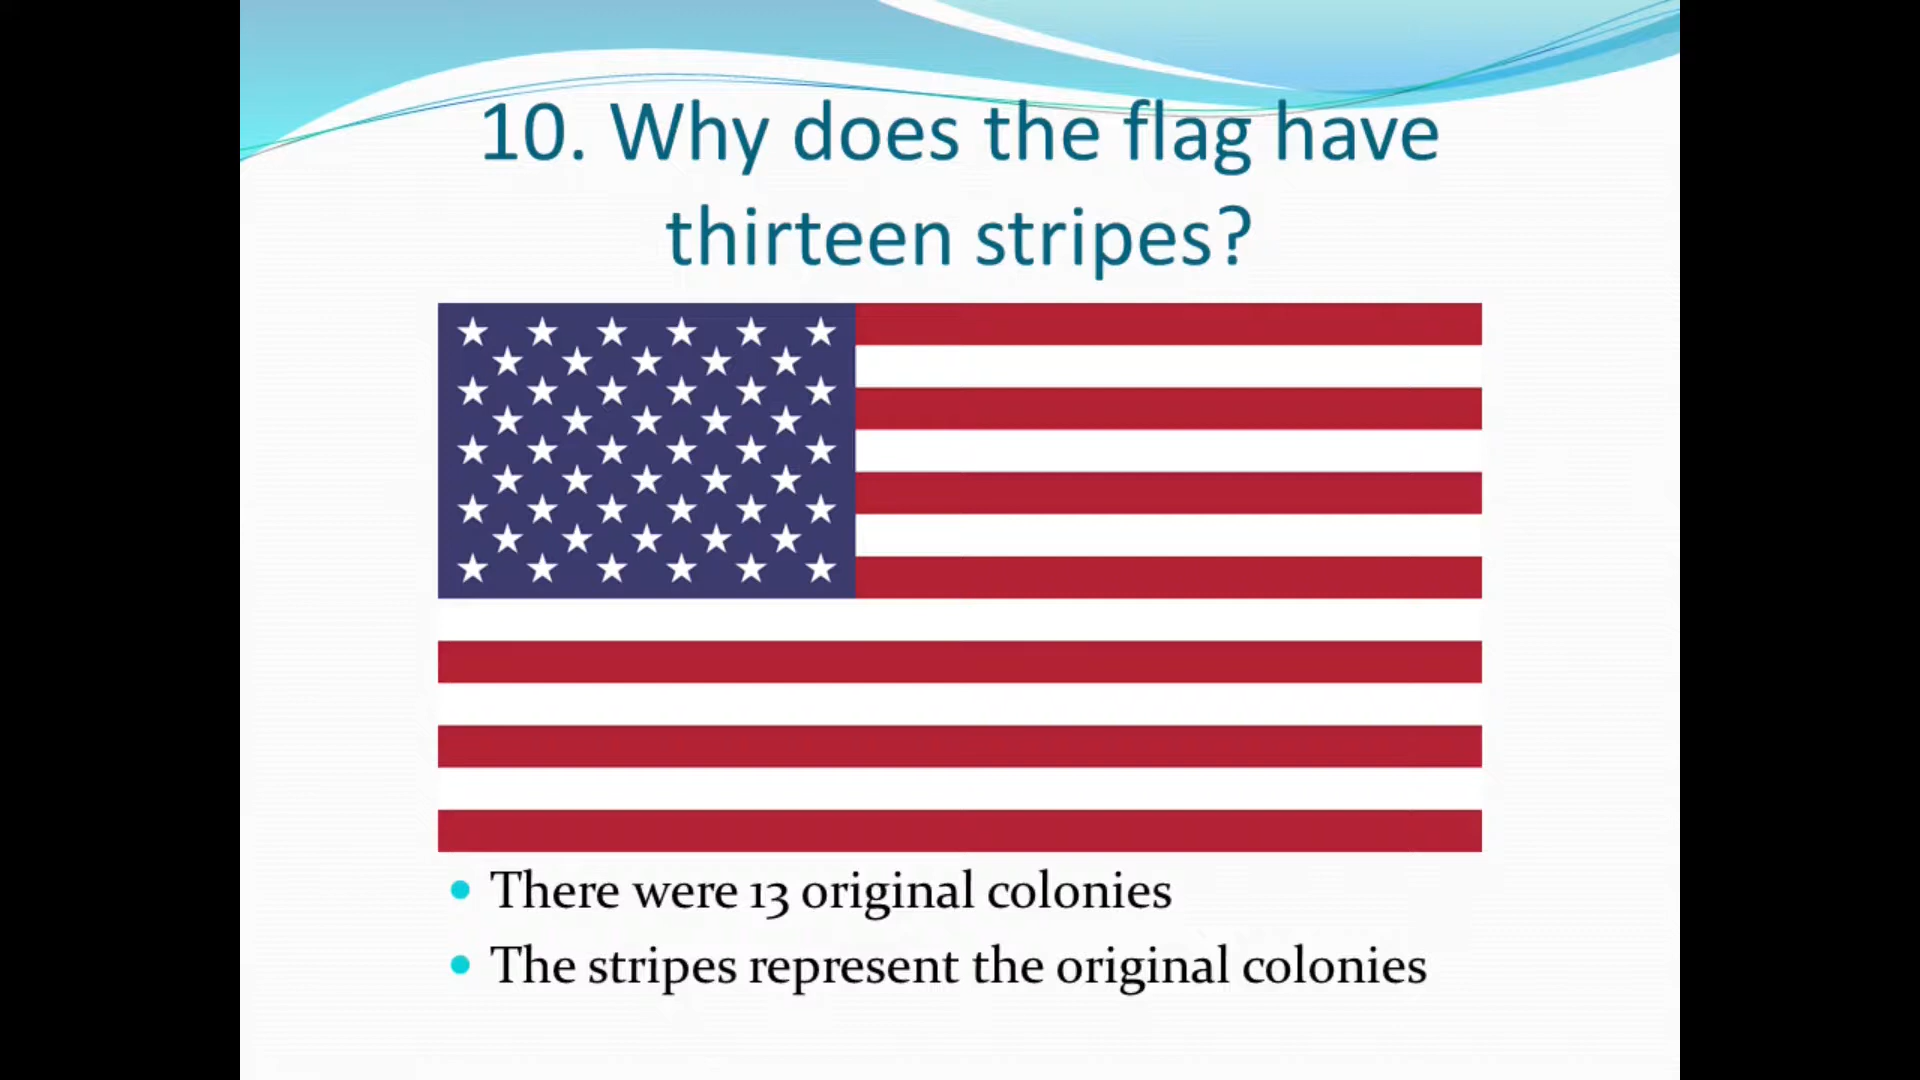 10. Why does the flag have
thirteen stripes?
There were 13 original colonies
The stripes represent the original colonies